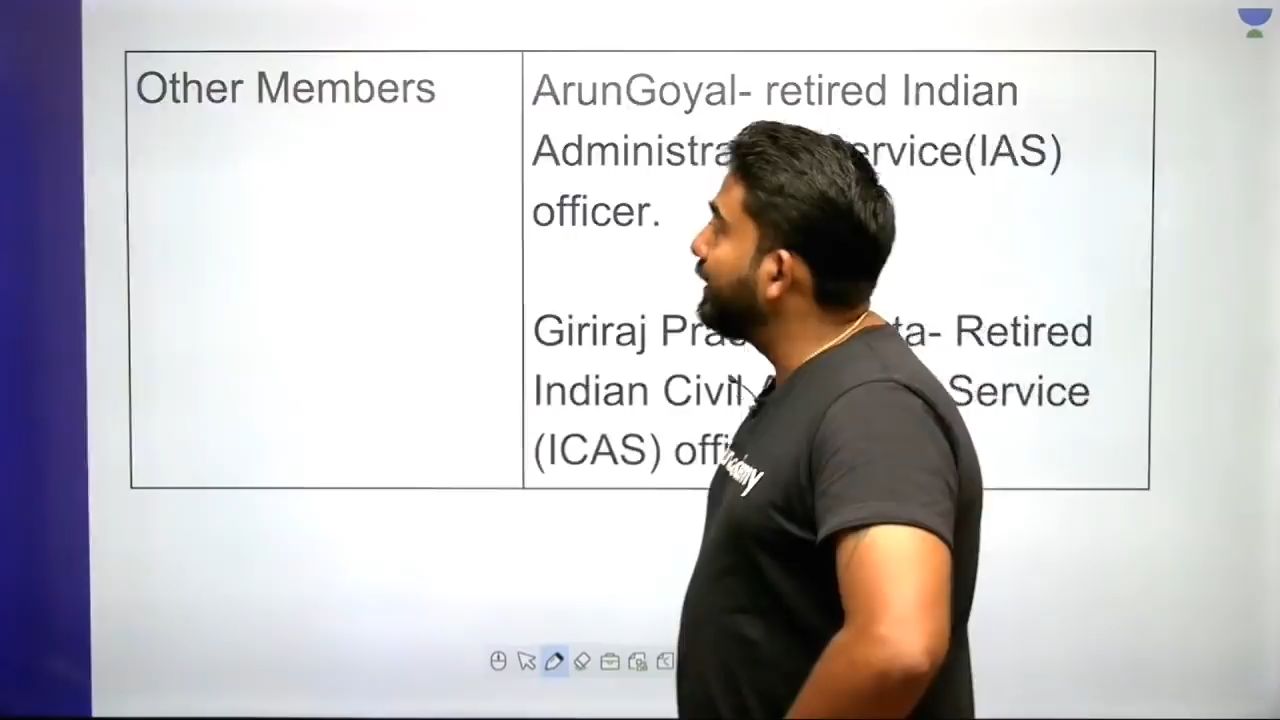 Other Members
ArunGoyal- retired Indian
Administra ervice(IAS)
officer.
Giriraj Pra ta- Retired
Indian Civil Service
(ICAS) offi